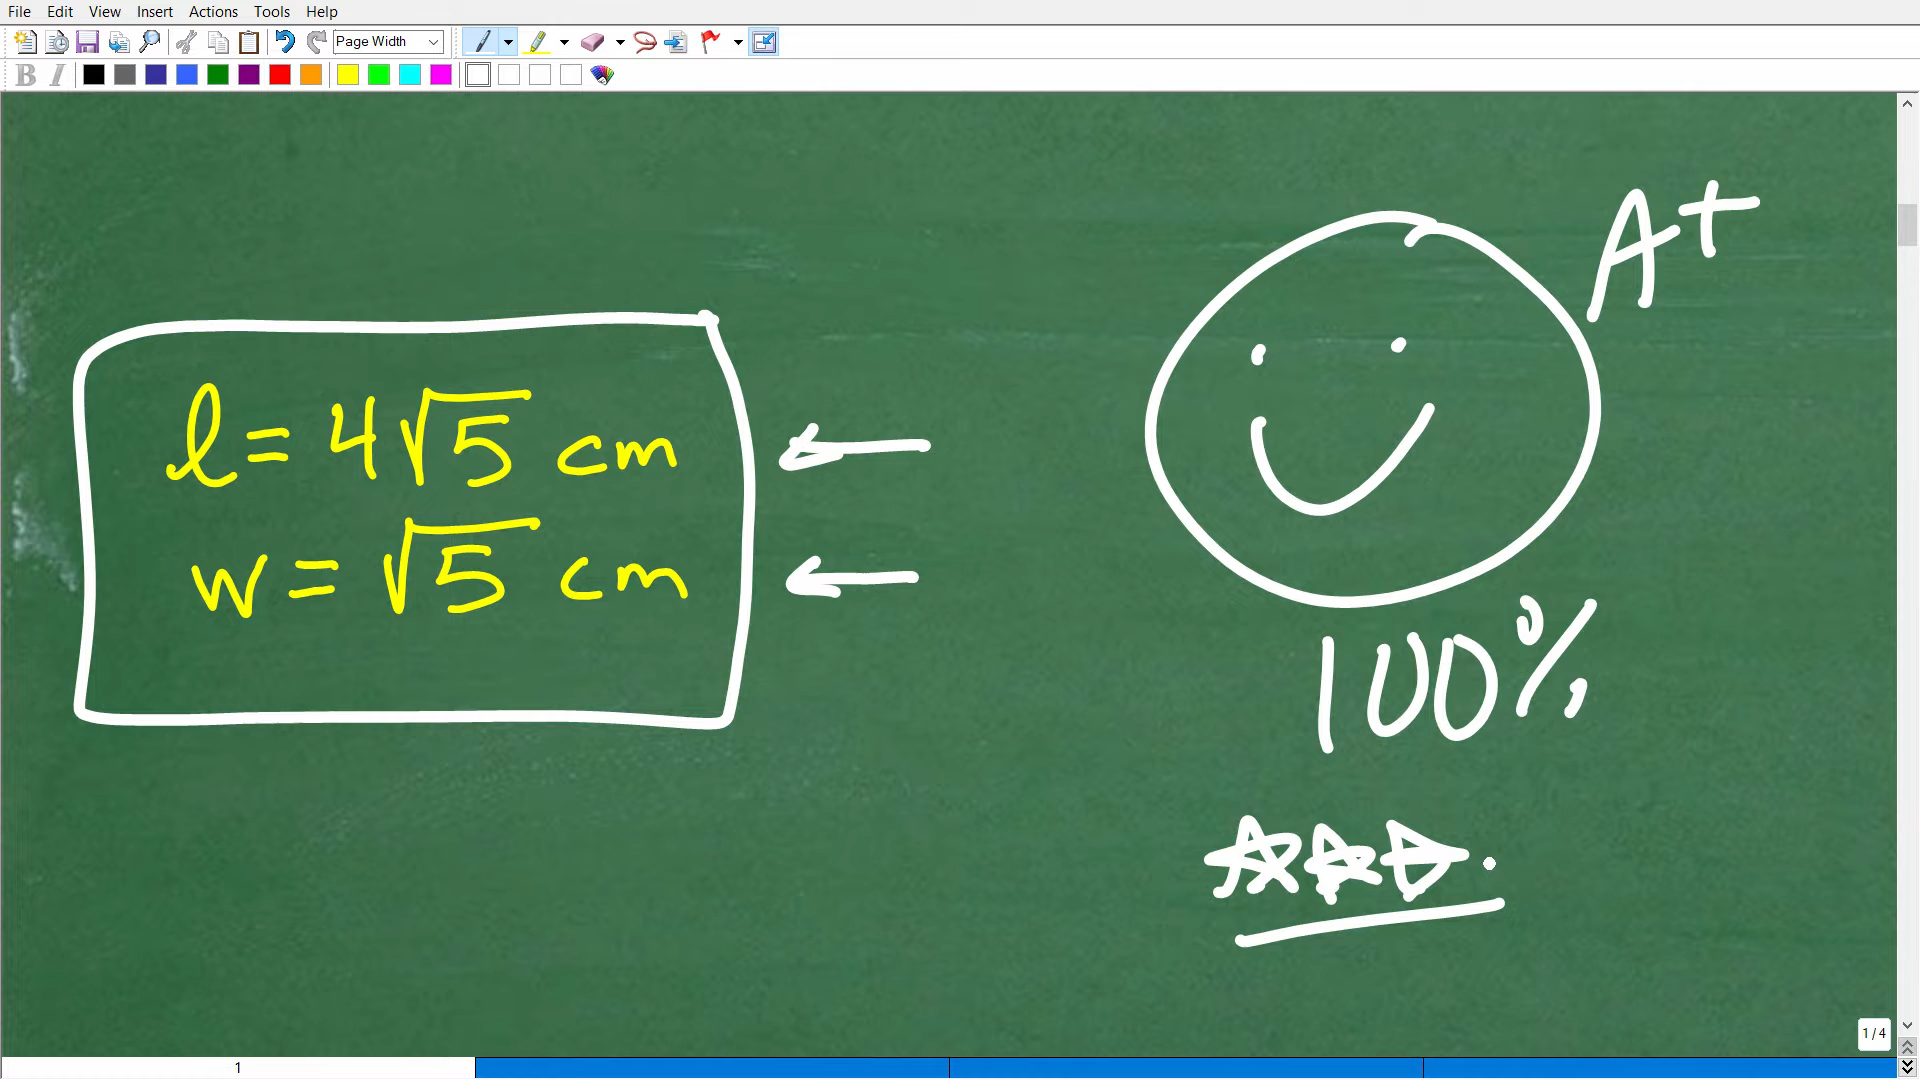 File Edit View Insert Actions Tools Help
Page Width
B I
A+
l = 4√5 cm
w = √5 cm
100%
1 / 4
1